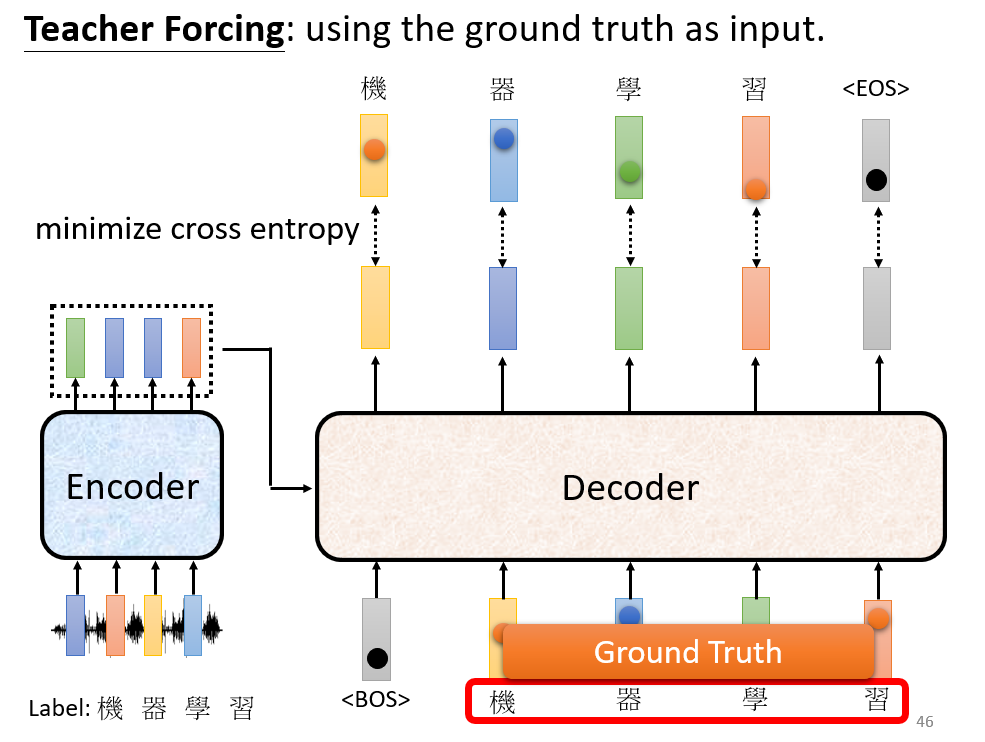 Teacher Forcing: using the ground truth as input.
機 器 學 習 <EOS>
minimize cross entropy
Encoder
Decoder
Ground Truth
Label: 機 器 學 習
<BOS>
機 器 學 習
46